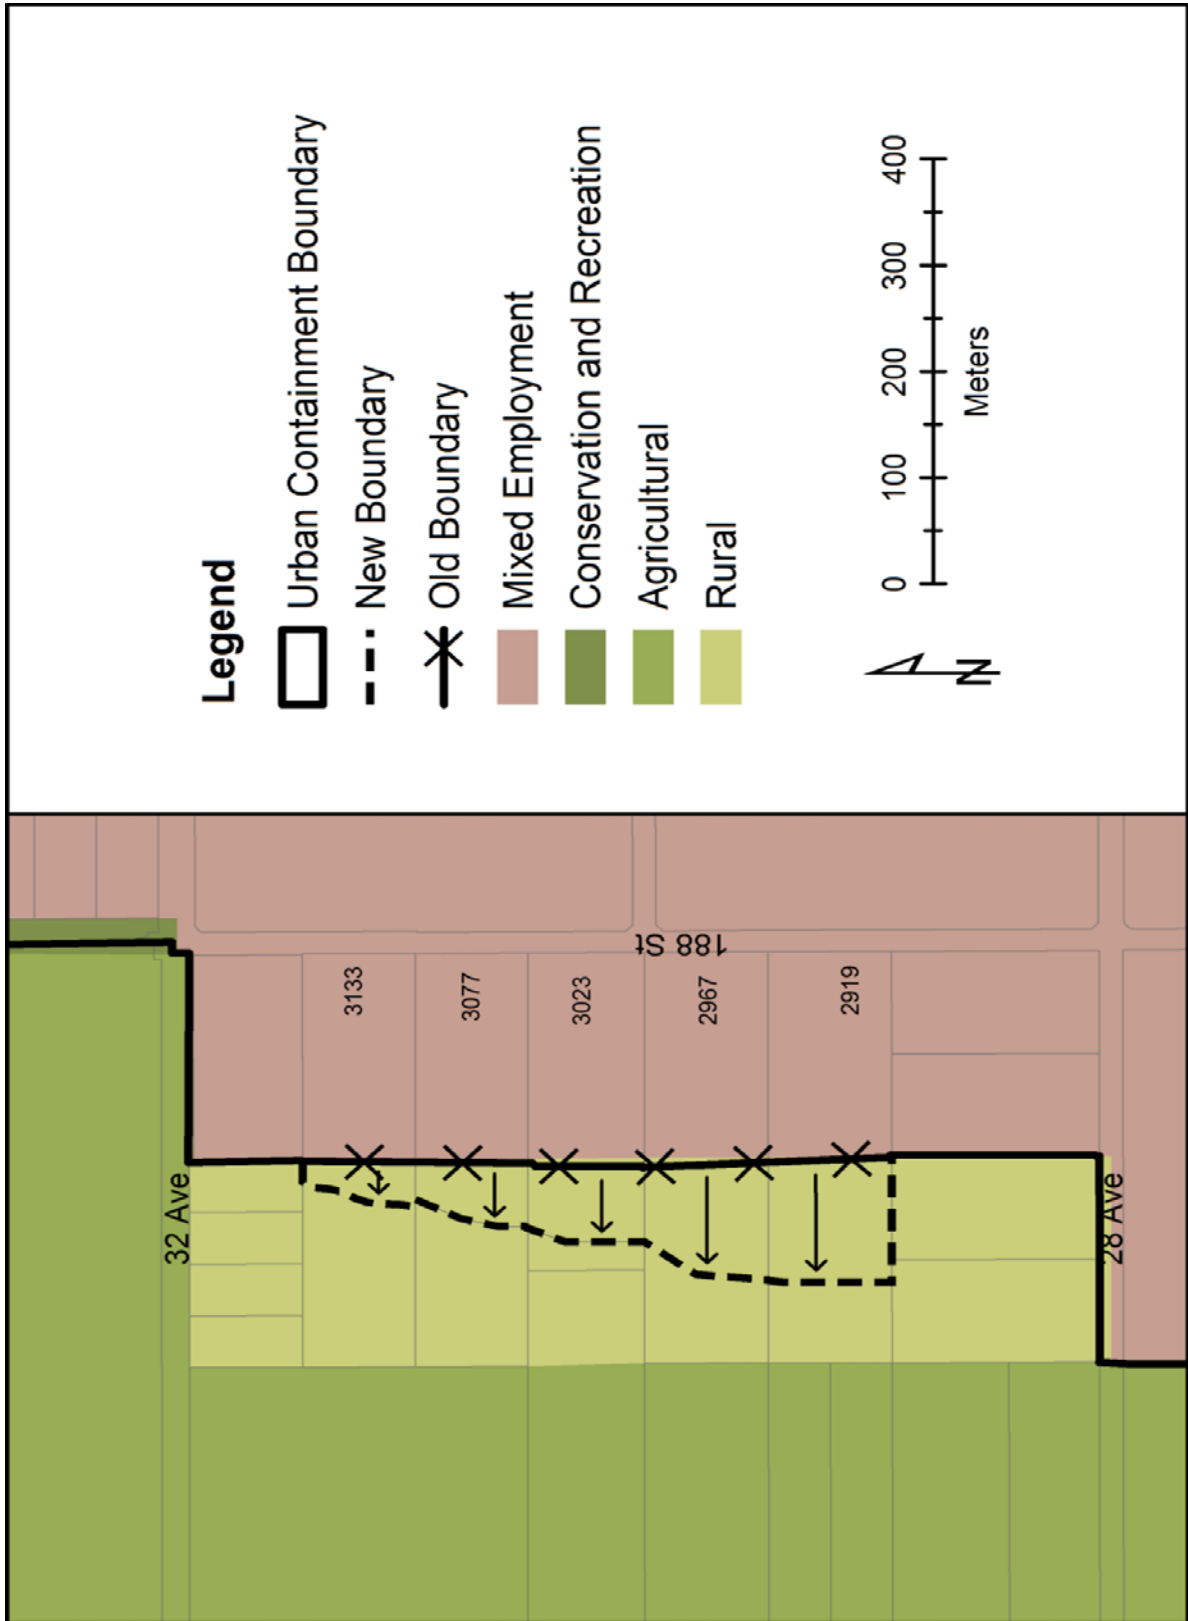 Legend
Urban Containment Boundary
New Boundary
Old Boundary
Mixed Employment
Conservation and Recreation
Agricultural
Rural
N
0 100 200 300 400
Meters
32 Ave
188 St
3133
3077
3023
2967
2919
28 Ave